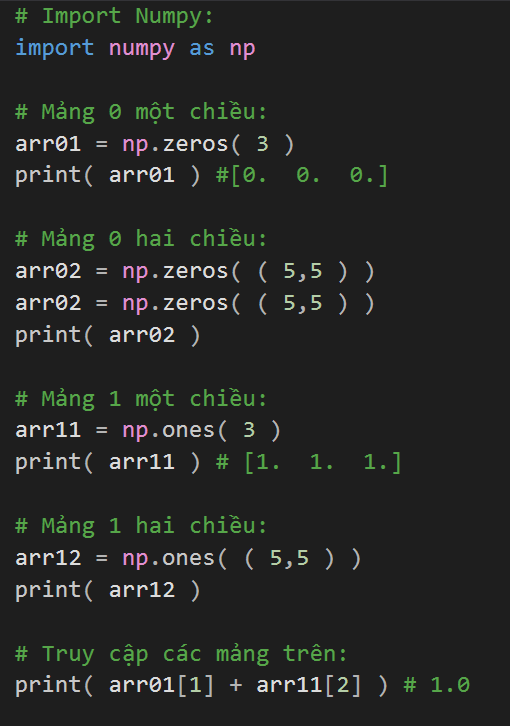 # Import Numpy:
import numpy as np
# Mảng 0 một chiều:
arr01 = np.zeros( 3 )
print( arr01 ) #[0.  0.  0.]
# Mảng 0 hai chiều:
arr02 = np.zeros( ( 5,5 ) )
arr02 = np.zeros( ( 5,5 ) )
print( arr02 )
# Mảng 1 một chiều:
arr11 = np.ones( 3 )
print( arr11 ) # [1.  1.  1.]
# Mảng 1 hai chiều:
arr12 = np.ones( ( 5,5 ) )
print( arr12 )
# Truy cập các mảng trên:
print( arr01[1] + arr11[2] ) # 1.0